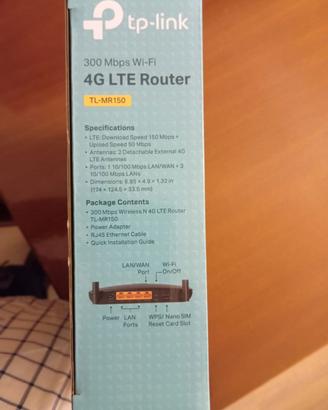 tp-link
300 Mbps Wi-Fi
4G LTE Router
TL-MR150
Specifications
• LTE: Download Speed 150 Mbps +
Upload Speed 50 Mbps
• Antennas: 2 Detachable External 4G
LTE Antennas
• Ports: 1 10/100 Mbps LAN/WAN + 3
10/100 Mbps LANs
• Dimensions: 6.85 × 4.9 × 1.32 in
(174 × 124.5 × 33.5 mm)
Package Contents
• 300 Mbps Wireless N 4G LTE Router
TL-MR150
• Power Adapter
• RJ45 Ethernet Cable
• Quick Installation Guide
LAN/WAN Wi-Fi
Port On/Off
Power LAN WPS/ Nano SIM
Ports Reset Card Slot